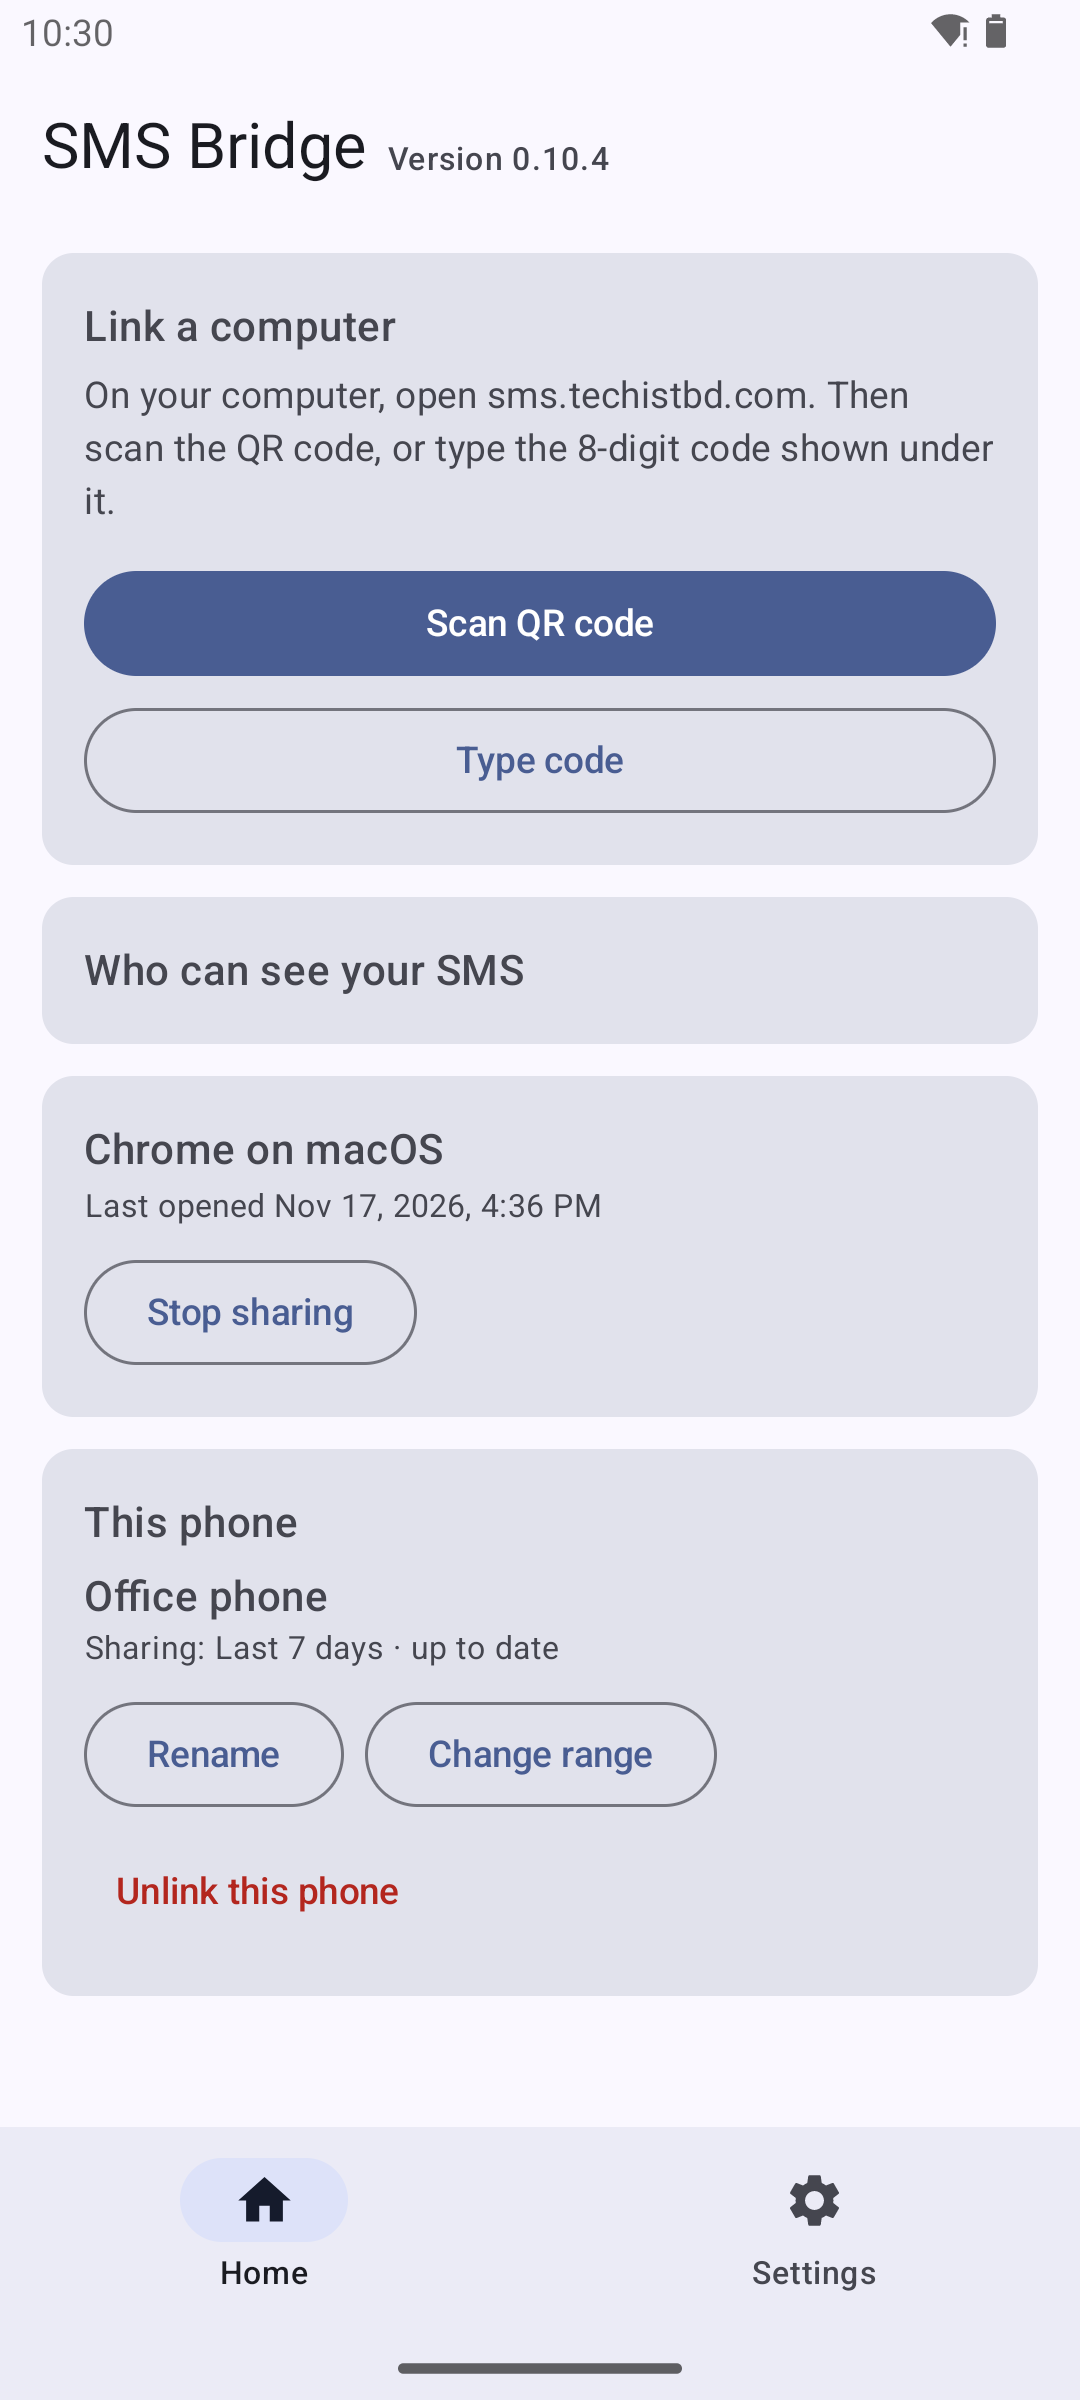 10:30
SMS Bridge Version 0.10.4
Link a computer
On your computer, open sms.techistbd.com. Then
scan the QR code, or type the 8-digit code shown under
it.
Scan QR code
Type code
Who can see your SMS
Chrome on macOS
Last opened Nov 17, 2026, 4:36 PM
Stop sharing
This phone
Office phone
Sharing: Last 7 days · up to date
Rename Change range
Unlink this phone
Home Settings